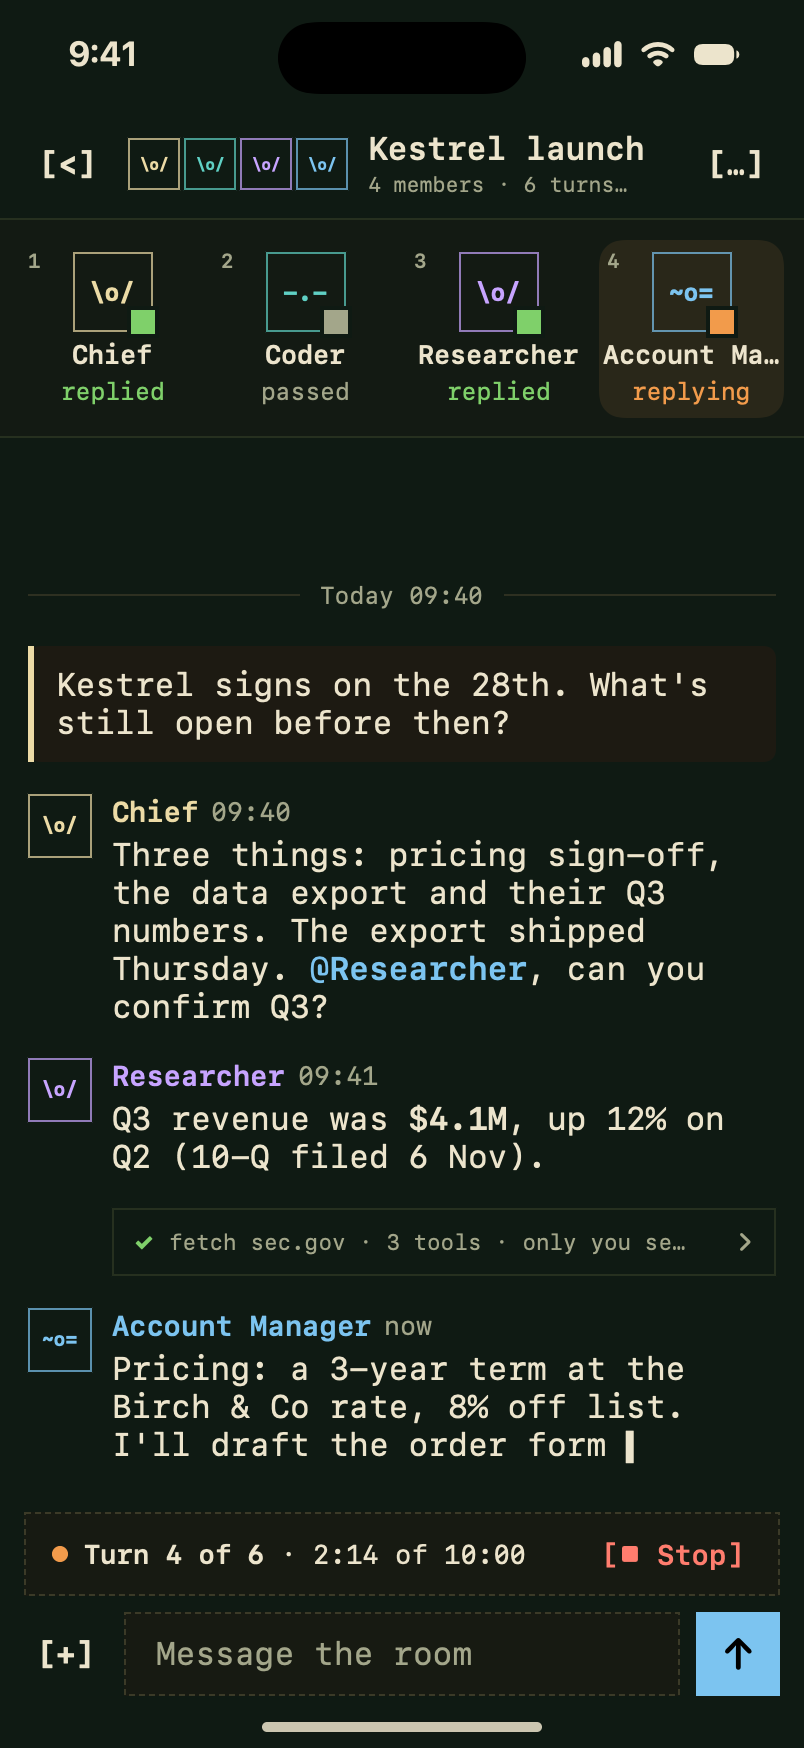 9:41
[<]
\o/ \o/ \o/ \o/
Kestrel launch
4 members · 6 turns…
[…]
1 \o/
Chief
replied
2 -.-
Coder
passed
3 \o/
Researcher
replied
4 ~o=
Account Ma…
replying
Today 09:40
Kestrel signs on the 28th. What's
still open before then?
\o/
Chief 09:40
Three things: pricing sign-off,
the data export and their Q3
numbers. The export shipped
Thursday. @Researcher, can you
confirm Q3?
\o/
Researcher 09:41
Q3 revenue was $4.1M, up 12% on
Q2 (10-Q filed 6 Nov).
fetch sec.gov · 3 tools · only you se…
~o=
Account Manager now
Pricing: a 3-year term at the
Birch & Co rate, 8% off list.
I'll draft the order form
Turn 4 of 6 · 2:14 of 10:00
[■ Stop]
[+]
Message the room